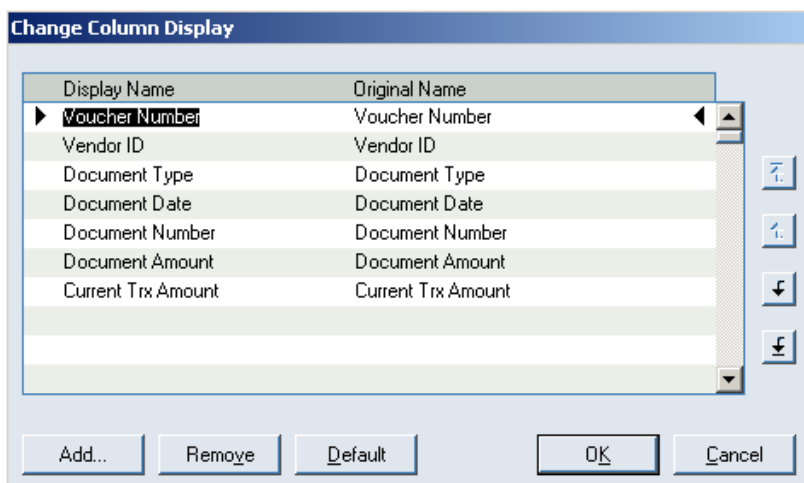 Change Column Display
Display Name Original Name
Voucher Number Voucher Number
Vendor ID Vendor ID
Document Type Document Type
Document Date Document Date
Document Number Document Number
Document Amount Document Amount
Current Trx Amount Current Trx Amount
Add... Remove Default OK Cancel